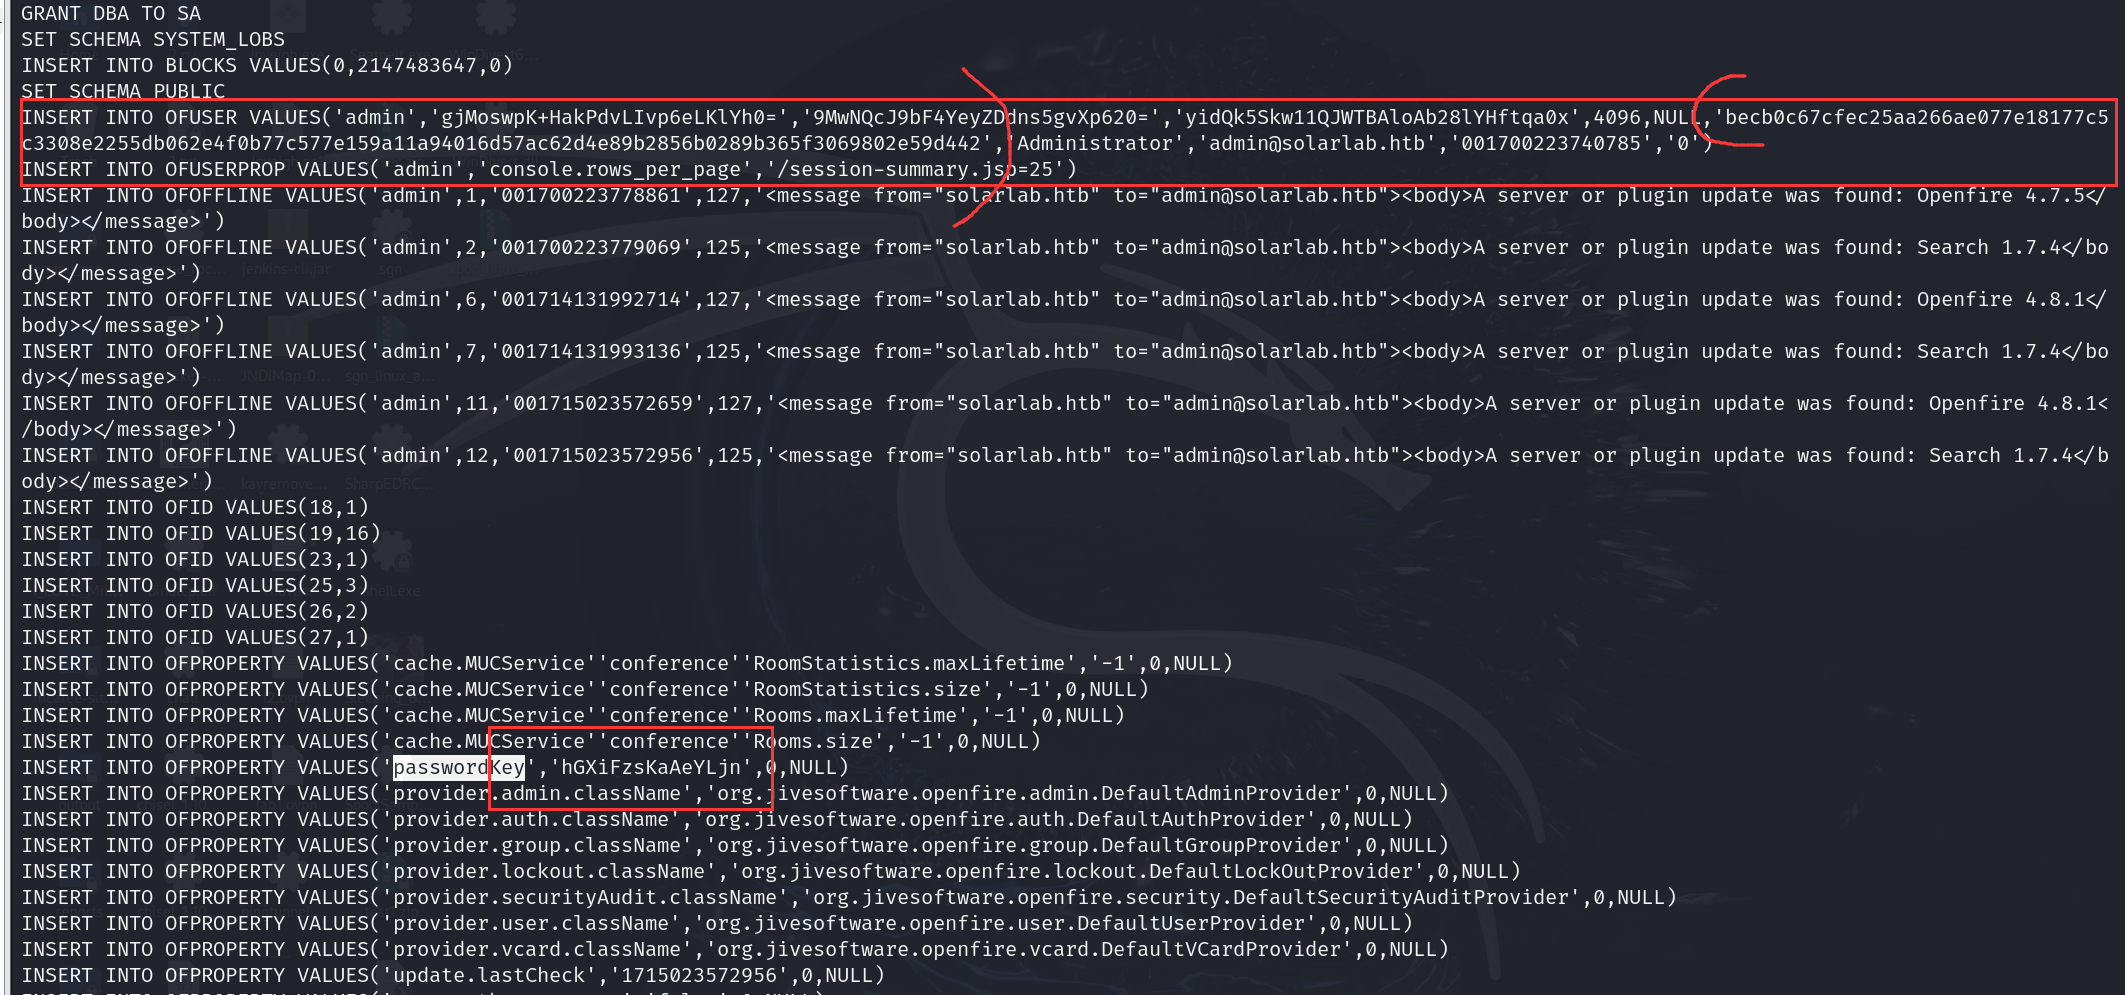 GRANT DBA TO SA
SET SCHEMA SYSTEM_LOBS
INSERT INTO BLOCKS VALUES(0,2147483647,0)
SET SCHEMA PUBLIC
INSERT INTO OFUSER VALUES('admin','gjMoswpK+HakPdvLIvp6eLKlYh0=','9MwNQcJ9bF4YeyZDdns5gvXp620=','yidQk5Skw11QJWTBAloAb28lYHftqa0x',4096,NULL,'becb0c67cfec25aa266ae077e18177c5
c3308e2255db062e4f0b77c577e159a11a94016d57ac62d4e89b2856b0289b365f3069802e59d442','Administrator','admin@solarlab.htb','001700223740785','0')
INSERT INTO OFUSERPROP VALUES('admin','console.rows_per_page','/session-summary.jsp=25')
INSERT INTO OFOFFLINE VALUES('admin',1,'001700223778861',127,'<message from="solarlab.htb" to="admin@solarlab.htb"><body>A server or plugin update was found: Openfire 4.7.5</
body></message>')
INSERT INTO OFOFFLINE VALUES('admin',2,'001700223779069',125,'<message from="solarlab.htb" to="admin@solarlab.htb"><body>A server or plugin update was found: Search 1.7.4</bo
dy></message>')
INSERT INTO OFOFFLINE VALUES('admin',6,'001714131992714',127,'<message from="solarlab.htb" to="admin@solarlab.htb"><body>A server or plugin update was found: Openfire 4.8.1</
body></message>')
INSERT INTO OFOFFLINE VALUES('admin',7,'001714131993136',125,'<message from="solarlab.htb" to="admin@solarlab.htb"><body>A server or plugin update was found: Search 1.7.4</bo
dy></message>')
INSERT INTO OFOFFLINE VALUES('admin',11,'001715023572659',127,'<message from="solarlab.htb" to="admin@solarlab.htb"><body>A server or plugin update was found: Openfire 4.8.1<
/body></message>')
INSERT INTO OFOFFLINE VALUES('admin',12,'001715023572956',125,'<message from="solarlab.htb" to="admin@solarlab.htb"><body>A server or plugin update was found: Search 1.7.4</b
ody></message>')
INSERT INTO OFID VALUES(18,1)
INSERT INTO OFID VALUES(19,16)
INSERT INTO OFID VALUES(23,1)
INSERT INTO OFID VALUES(25,3)
INSERT INTO OFID VALUES(26,2)
INSERT INTO OFID VALUES(27,1)
INSERT INTO OFPROPERTY VALUES('cache.MUCService''conference''RoomStatistics.maxLifetime','-1',0,NULL)
INSERT INTO OFPROPERTY VALUES('cache.MUCService''conference''RoomStatistics.size','-1',0,NULL)
INSERT INTO OFPROPERTY VALUES('cache.MUCService''conference''Rooms.maxLifetime','-1',0,NULL)
INSERT INTO OFPROPERTY VALUES('cache.MUCService''conference''Rooms.size','-1',0,NULL)
INSERT INTO OFPROPERTY VALUES('passwordKey','hGXiFzsKaAeYLjn',0,NULL)
INSERT INTO OFPROPERTY VALUES('provider.admin.className','org.jivesoftware.openfire.admin.DefaultAdminProvider',0,NULL)
INSERT INTO OFPROPERTY VALUES('provider.auth.className','org.jivesoftware.openfire.auth.DefaultAuthProvider',0,NULL)
INSERT INTO OFPROPERTY VALUES('provider.group.className','org.jivesoftware.openfire.group.DefaultGroupProvider',0,NULL)
INSERT INTO OFPROPERTY VALUES('provider.lockout.className','org.jivesoftware.openfire.lockout.DefaultLockOutProvider',0,NULL)
INSERT INTO OFPROPERTY VALUES('provider.securityAudit.className','org.jivesoftware.openfire.security.DefaultSecurityAuditProvider',0,NULL)
INSERT INTO OFPROPERTY VALUES('provider.user.className','org.jivesoftware.openfire.user.DefaultUserProvider',0,NULL)
INSERT INTO OFPROPERTY VALUES('provider.vcard.className','org.jivesoftware.openfire.vcard.DefaultVCardProvider',0,NULL)
INSERT INTO OFPROPERTY VALUES('update.lastCheck','1715023572956',0,NULL)